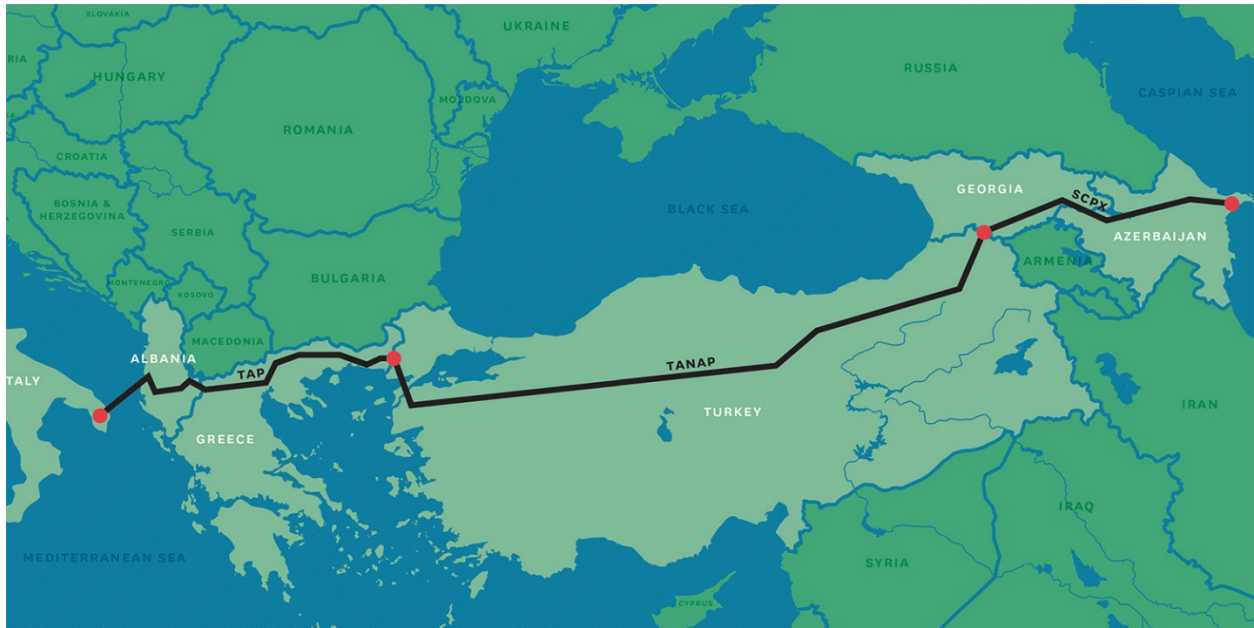 SLOVAKIA
UKRAINE
RIA
HUNGARY
RUSSIA
CASPIAN SEA
MOLDOVA
ROMANIA
CROATIA
GEORGIA
SCPX
BOSNIA &
HERZEGOVINA
BLACK SEA
SERBIA
AZERBAIJAN
ARMENIA
BULGARIA
MONTENEGRO
KOSOVO
MACEDONIA
ALBANIA
TANAP
TAP
TALY
IRAN
TURKEY
GREECE
IRAQ
MEDITERRANEAN SEA
SYRIA
CYPRUS